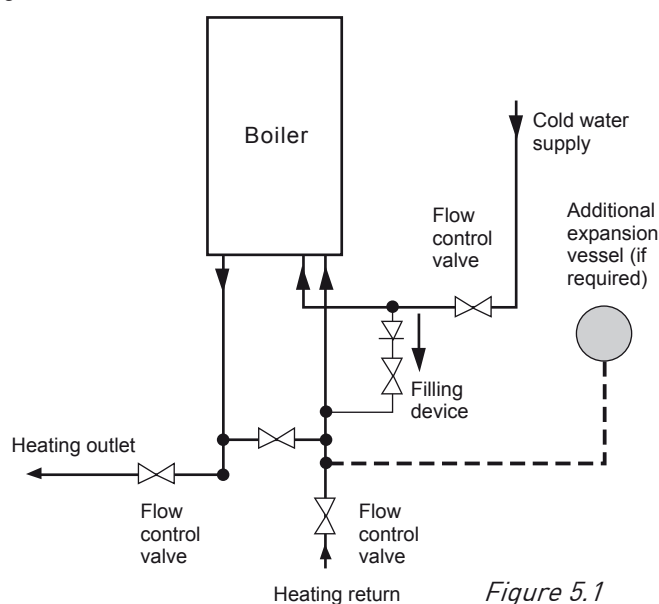 Boiler
Cold water
supply
Flow
control
valve
Additional
expansion
vessel (if
required)
Filling
device
Heating outlet
Flow
control
valve
Flow
control
valve
Heating return
Figure 5.1